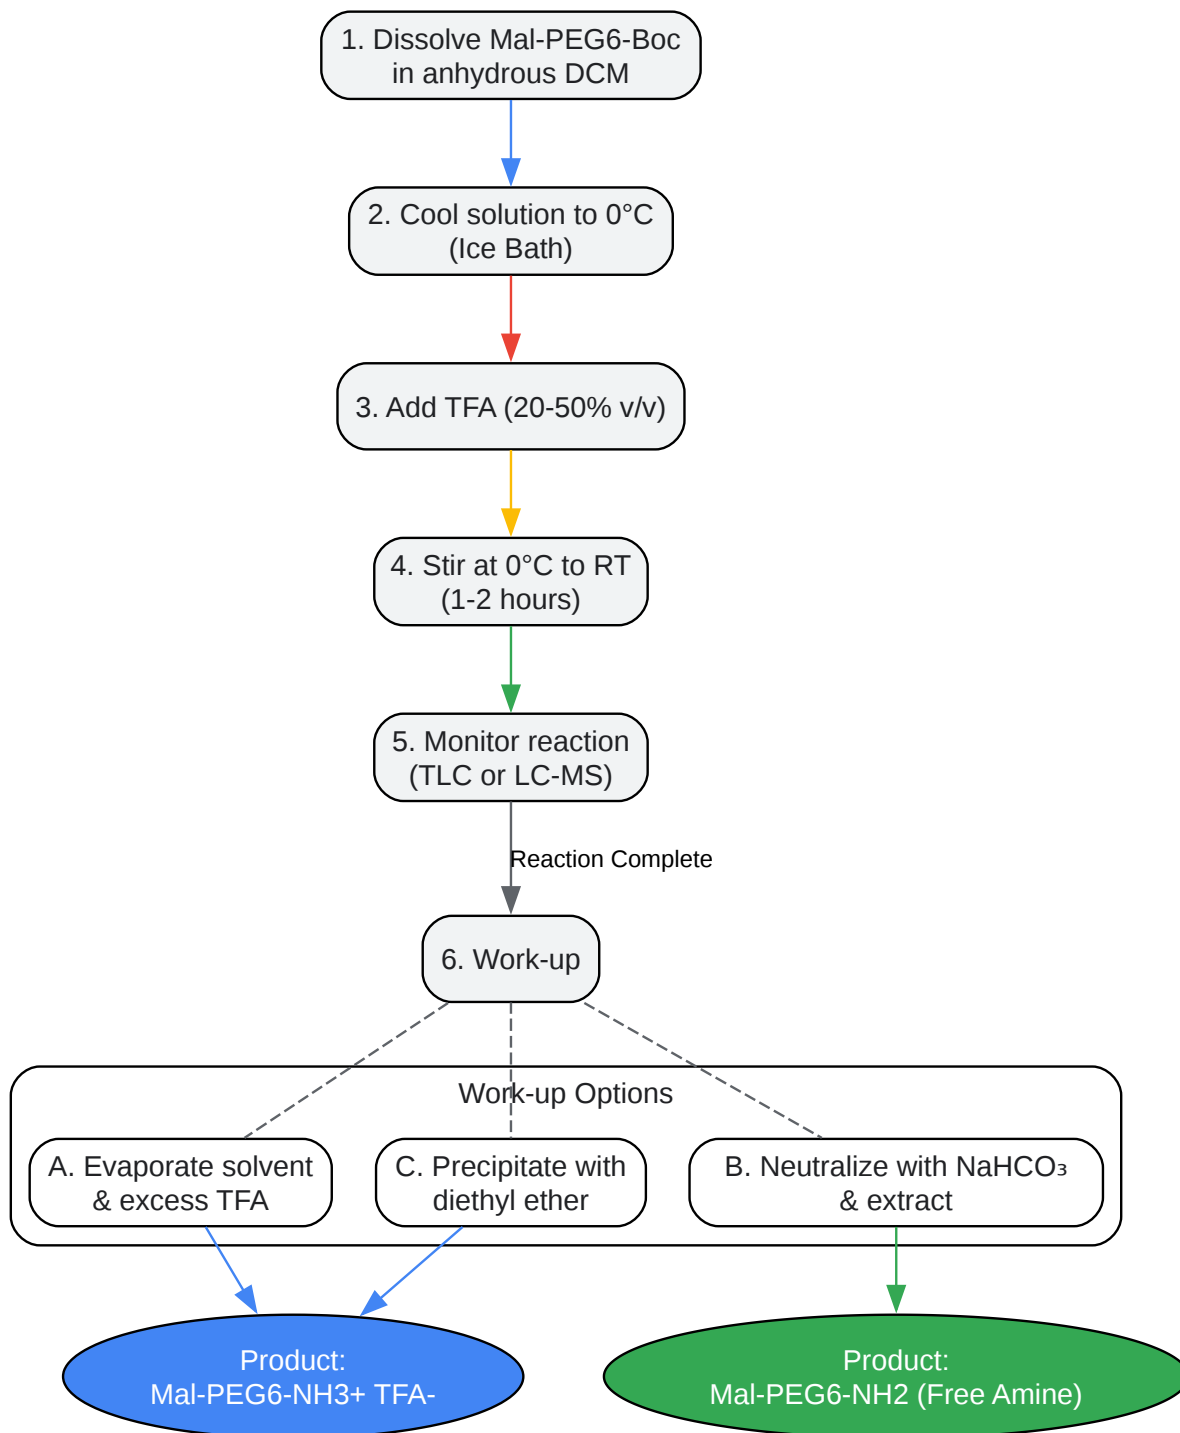 1. Dissolve Mal-PEG6-Boc
in anhydrous DCM
2. Cool solution to 0°C
(Ice Bath)
3. Add TFA (20-50% v/v)
4. Stir at 0°C to RT
(1-2 hours)
5. Monitor reaction
(TLC or LC-MS)
Reaction Complete
6. Work-up
Work-up Options
A. Evaporate solvent
& excess TFA
C. Precipitate with
diethyl ether
B. Neutralize with NaHCO₃
& extract
Product:
Mal-PEG6-NH3+ TFA-
Product:
Mal-PEG6-NH2 (Free Amine)